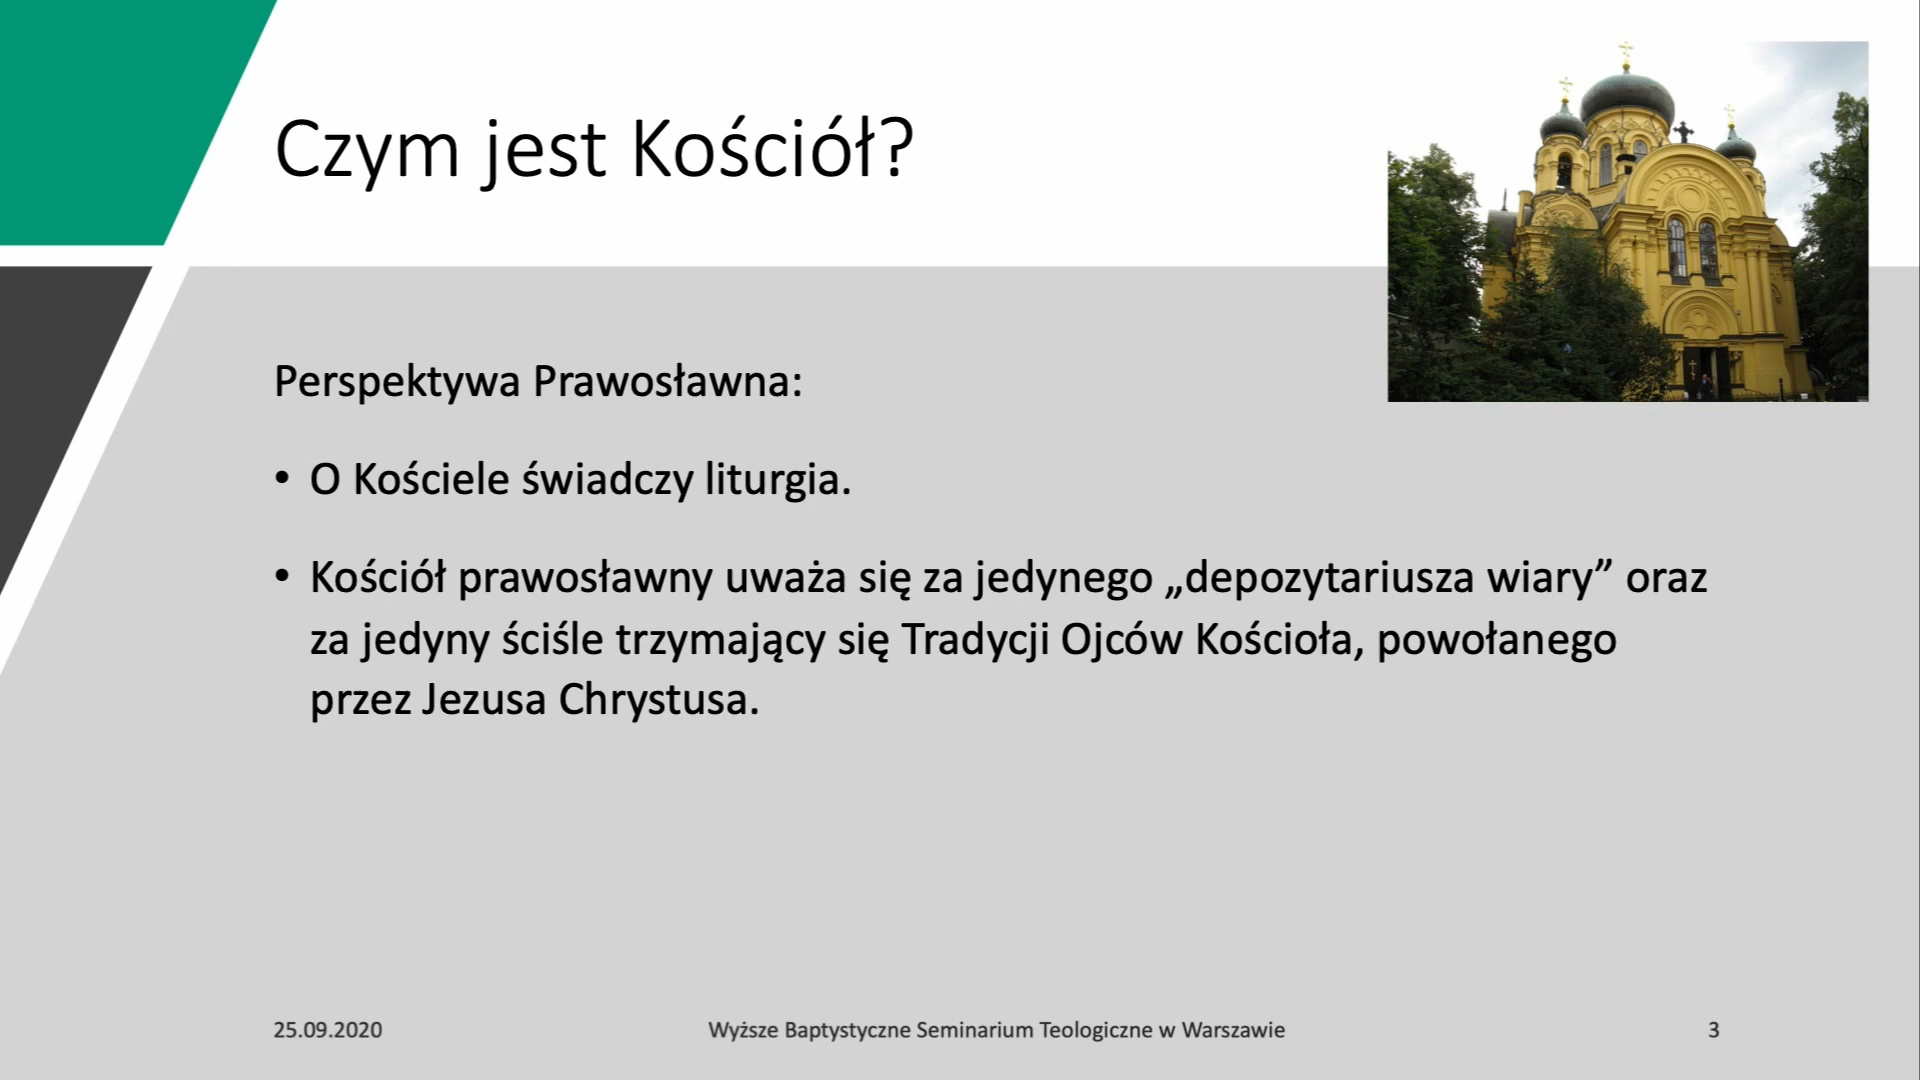 Czym jest Kościół?
Perspektywa Prawosławna:
• O Kościele świadczy liturgia.
• Kościół prawosławny uważa się za jedynego „depozytariusza wiary” oraz
za jedyny ściśle trzymający się Tradycji Ojców Kościoła, powołanego
przez Jezusa Chrystusa.
25.09.2020
Wyższe Baptystyczne Seminarium Teologiczne w Warszawie
3